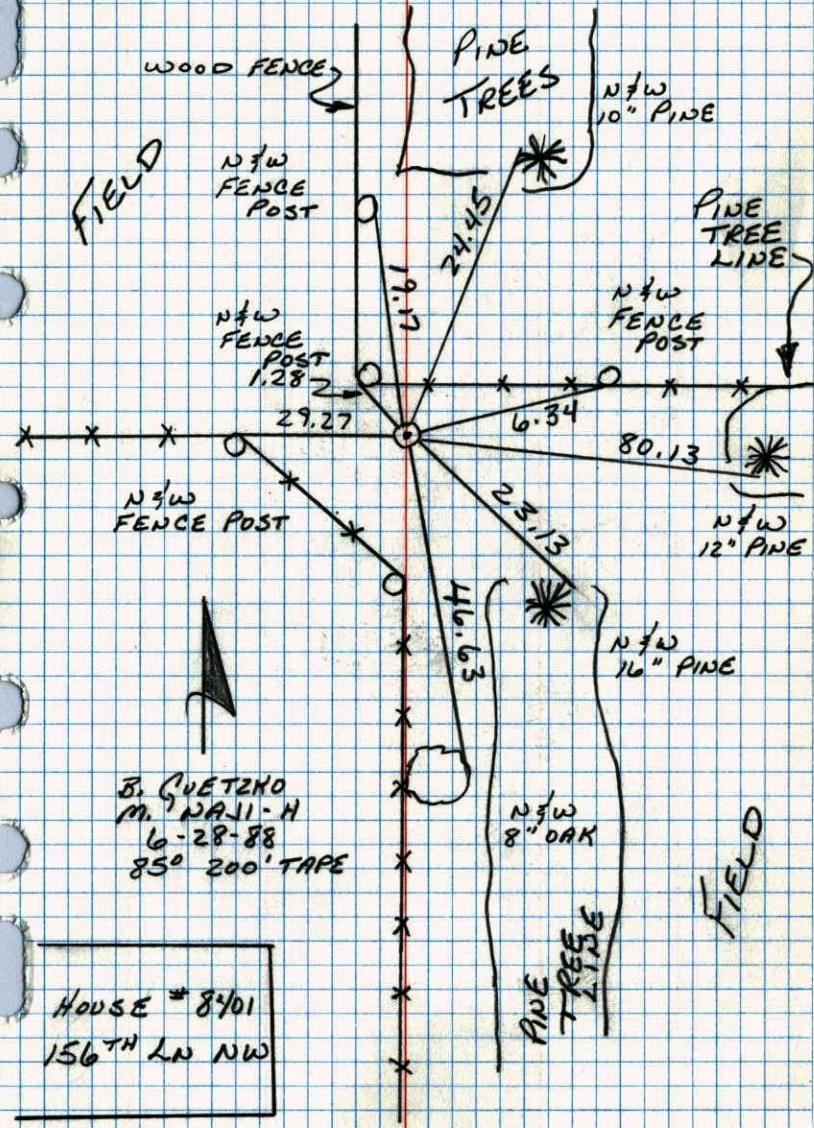 PINE
TREES
WOOD FENCE
N & W
10" PINE
FIELD
N & W
FENCE
POST
24.45
PINE
TREE
LINE
19.17
N & W
FENCE
POST
N & W
FENCE
POST
1.28
29.27
6.34
80.13
N & W
FENCE POST
23.13
N & W
12" PINE
46.63
N & W
16" PINE
B. GUETZKO
M. NAJI-H
6-28-88
85° 200' TAPE
N & W
8" OAK
FIELD
PINE
TREE
LINE
HOUSE # 8401
156TH LN NW